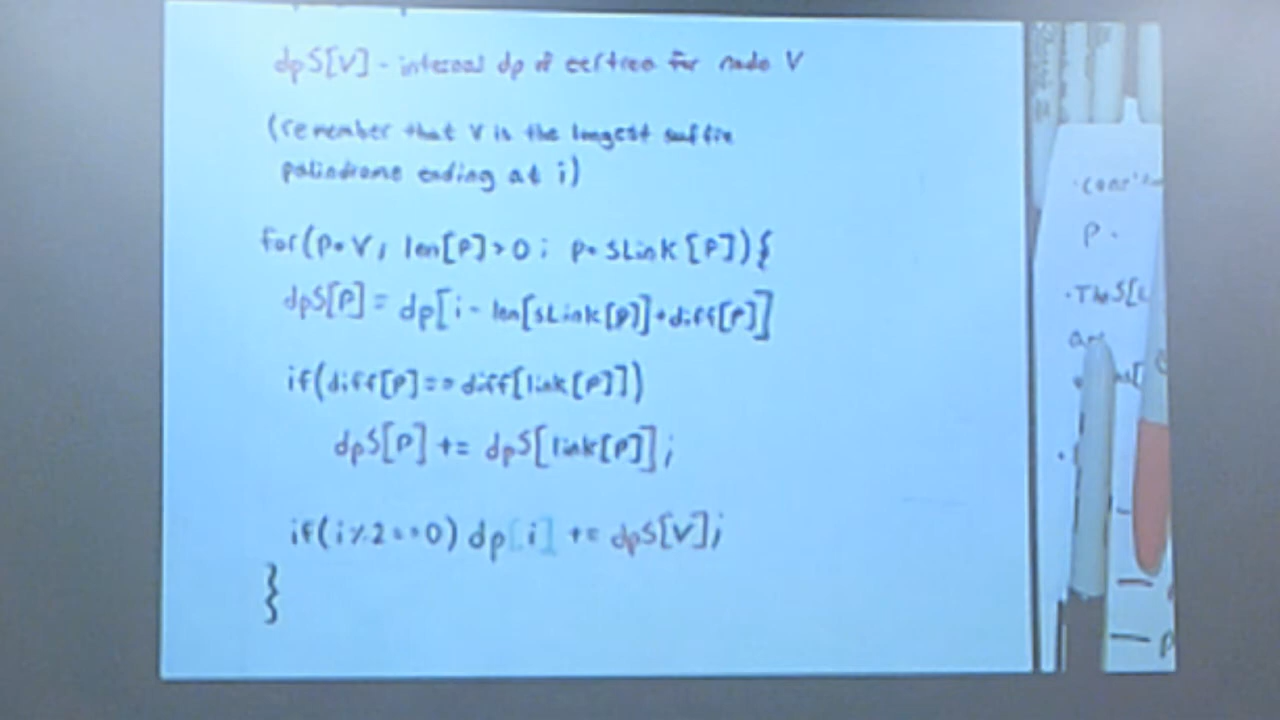 dpS[V] - internal dp of eertree for node V
(remember that V is the longest suffix
palindrome ending at i)
for(p=V; len[p]>0; p=sLink[p]){
dpS[p] = dp[i-len[sLink[p]]+diff[p]]
if(diff[p]==diff[link[p]])
dpS[p] += dpS[link[p]];
if(i%2==0) dp[i] += dpS[V];
}
p.